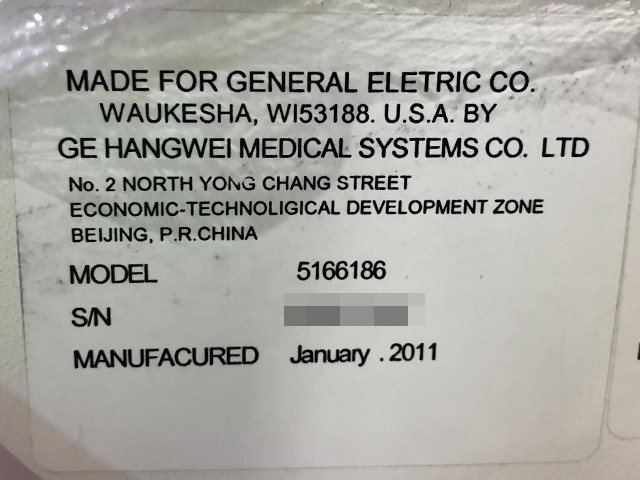 MADE FOR GENERAL ELETRIC CO.
WAUKESHA, WI53188. U.S.A. BY
GE HANGWEI MEDICAL SYSTEMS CO. LTD
No. 2 NORTH YONG CHANG STREET
ECONOMIC-TECHNOLIGICAL DEVELOPMENT ZONE
BEIJING, P.R.CHINA
MODEL 5166186
S/N
MANUFACURED January . 2011